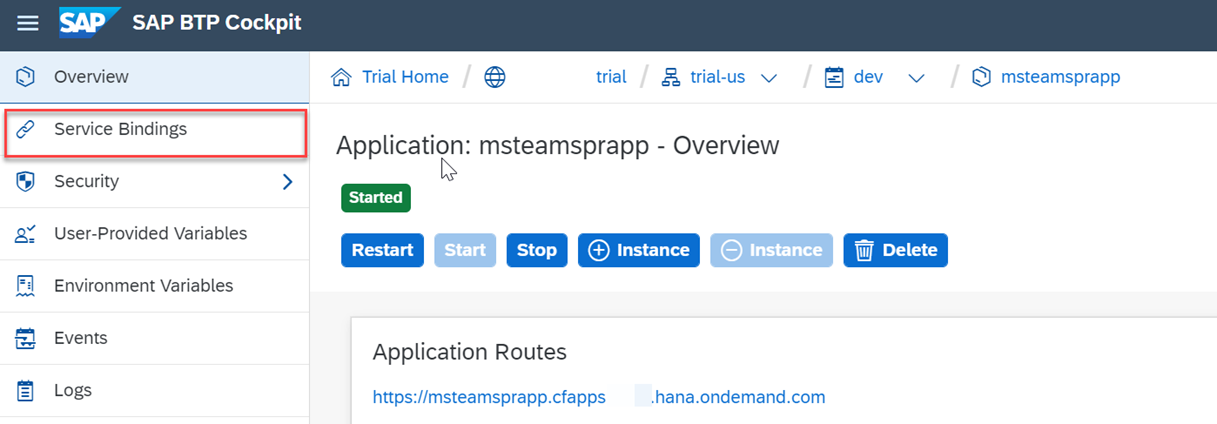 SAP SAP BTP Cockpit
Overview
Service Bindings
Security
User-Provided Variables
Environment Variables
Events
Logs
Trial Home / trial / trial-us / dev / msteamsprapp
Application: msteamsprapp - Overview
Started
Restart Start Stop Instance Instance Delete
Application Routes
https://msteamsprapp.cfapps .hana.ondemand.com